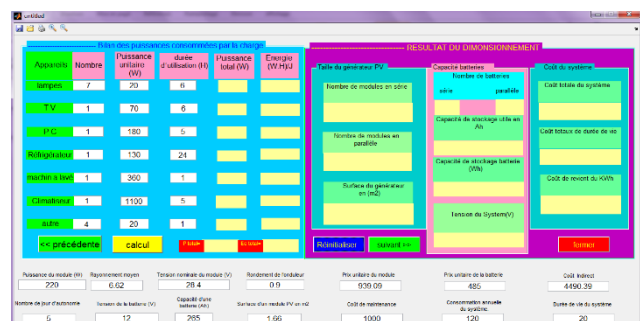 untitled
Bilan des puissances consommées par la charge
Appareils Nombre Puissance unitaire (W) durée d'utilisation (H) Puissance total (W) Energie (W.H)/J
lampes 7 20 6
TV 1 70 6
PC 1 180 5
Réfrigérateur 1 130 24
machin a lavé 1 360 1
Climatiseur 1 1100 5
autre 4 20 1
<< précédente calcul P total= Ec total=
RESULTAT DU DIMONSIONNEMENT
Taille du générateur PV
Nombre de modules en série
Nombre de modules en parallèle
Surface du générateur en (m2)
Capacité batteries
Nombre de batteries
série parallèle
Capacité de stockage utile en Ah
Capacité de stockage batterie (Wh)
Tension du System(V)
Coût du système
Coût totale du système
Coût totaux de durée de vie
Coût de revient du KWh
Réinitialiser suivant >> fermer
Puissance du module (W) Rayonnement moyen Tension nominale du module (V) Rendement de l'onduleur Prix unitaire du module Prix unitaire de la batterie Coût Indirect
220 6.62 28.4 0.9 939.09 485 4490.39
Nombre de jour d'autonomie Tension de la batterie (V) Capacité d'une batterie (Ah) Surface d'un module PV en m2 Coût de maintenance Consommation annuelle du système Durée de vie du système
5 12 265 1.66 1000 120 20